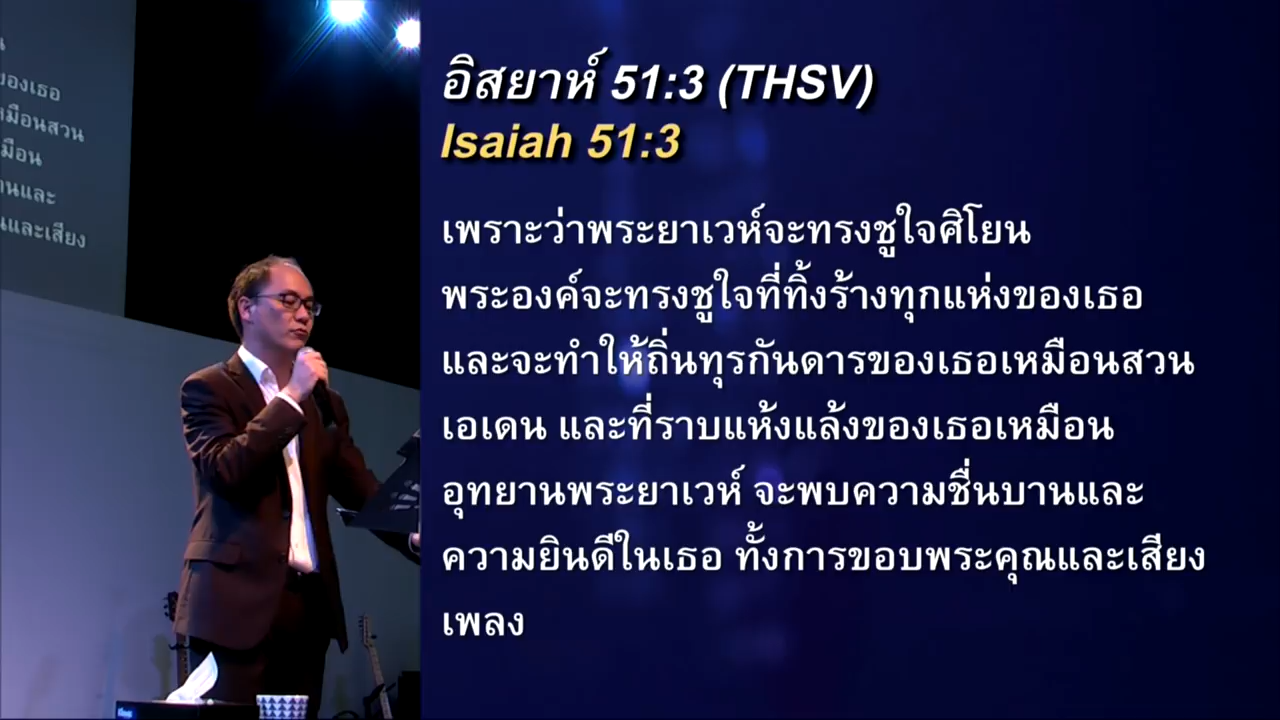 อิสยาห์ 51:3 (THSV)
Isaiah 51:3
เพราะว่าพระยาเวห์จะทรงชูใจศิโยน
พระองค์จะทรงชูใจที่ทิ้งร้างทุกแห่งของเธอ
และจะทำให้ถิ่นทุรกันดารของเธอเหมือนสวน
เอเดน และที่ราบแห้งแล้งของเธอเหมือน
อุทยานพระยาเวห์ จะพบความชื่นบานและ
ความยินดีในเธอ ทั้งการขอบพระคุณและเสียง
เพลง
ของเธอ
เหมือนสวน
มือน
านและ
และเสียง